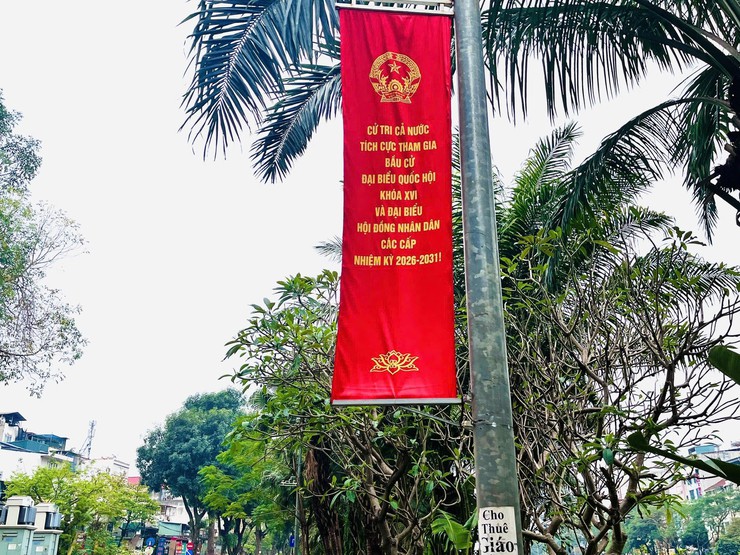 CỬ TRI CẢ NƯỚC
TÍCH CỰC THAM GIA
BẦU CỬ
ĐẠI BIỂU QUỐC HỘI
KHÓA XVI
VÀ ĐẠI BIỂU
HỘI ĐỒNG NHÂN DÂN
CÁC CẤP
NHIỆM KỲ 2026-2031!
Cho
Thuê
Giáo